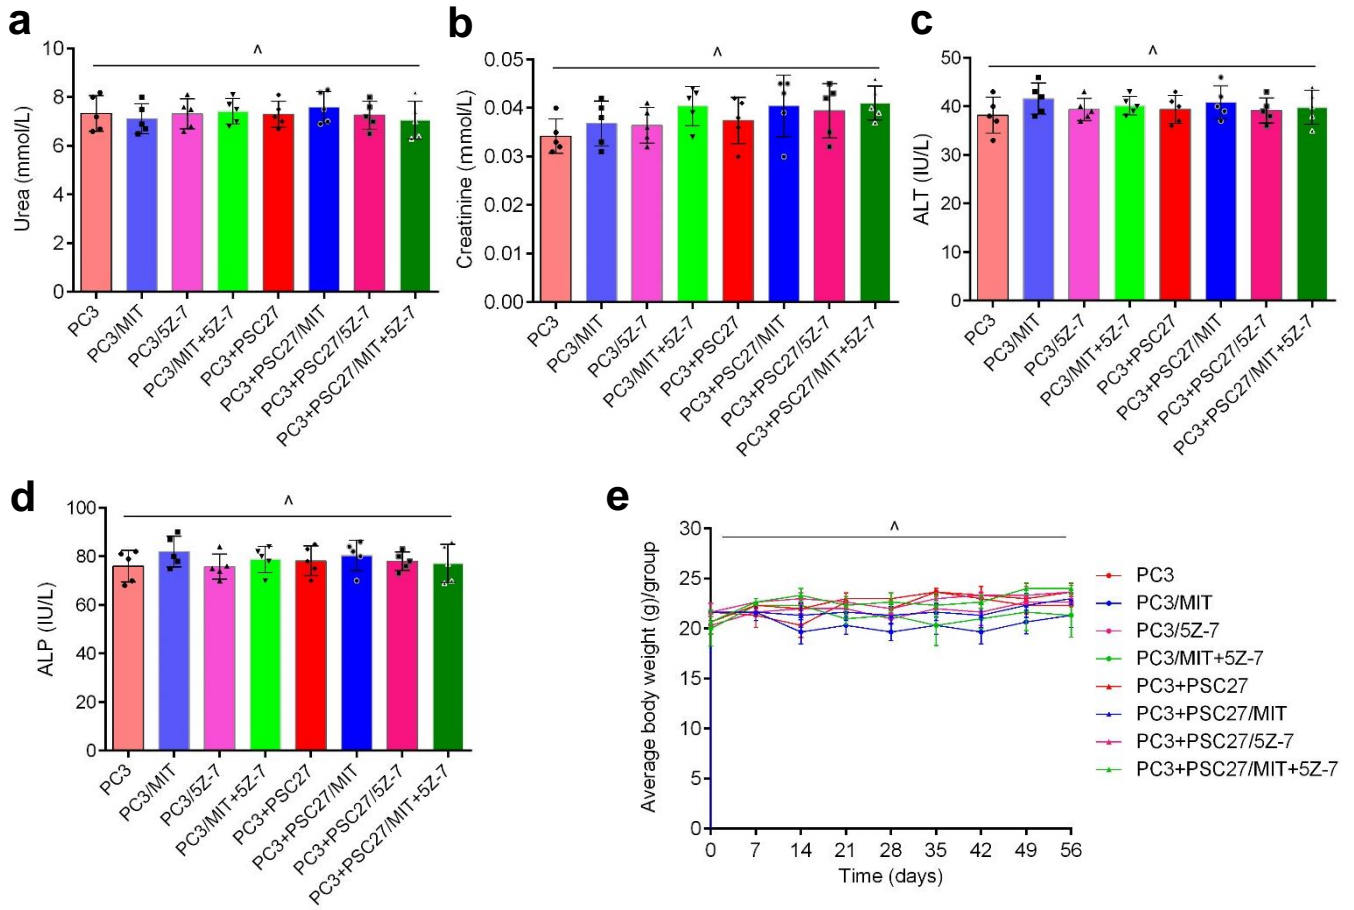 a
^
Urea (mmol/L)
10
8
6
4
2
0
PC3
PC3/MIT
PC3/5Z-7
PC3/MIT+5Z-7
PC3+PSC27
PC3+PSC27/MIT
PC3+PSC27/5Z-7
PC3+PSC27/MIT+5Z-7
b
^
Creatinine (mmol/L)
0.05
0.04
0.03
0.02
0.01
0.00
PC3
PC3/MIT
PC3/5Z-7
PC3/MIT+5Z-7
PC3+PSC27
PC3+PSC27/MIT
PC3+PSC27/5Z-7
PC3+PSC27/MIT+5Z-7
c
^
ALT (IU/L)
50
40
30
20
10
0
PC3
PC3/MIT
PC3/5Z-7
PC3/MIT+5Z-7
PC3+PSC27
PC3+PSC27/MIT
PC3+PSC27/5Z-7
PC3+PSC27/MIT+5Z-7
d
^
ALP (IU/L)
100
80
60
40
20
0
PC3
PC3/MIT
PC3/5Z-7
PC3/MIT+5Z-7
PC3+PSC27
PC3+PSC27/MIT
PC3+PSC27/5Z-7
PC3+PSC27/MIT+5Z-7
e
^
Average body weight (g)/group
30
25
20
15
10
5
0
0 7 14 21 28 35 42 49 56
Time (days)
PC3
PC3/MIT
PC3/5Z-7
PC3/MIT+5Z-7
PC3+PSC27
PC3+PSC27/MIT
PC3+PSC27/5Z-7
PC3+PSC27/MIT+5Z-7